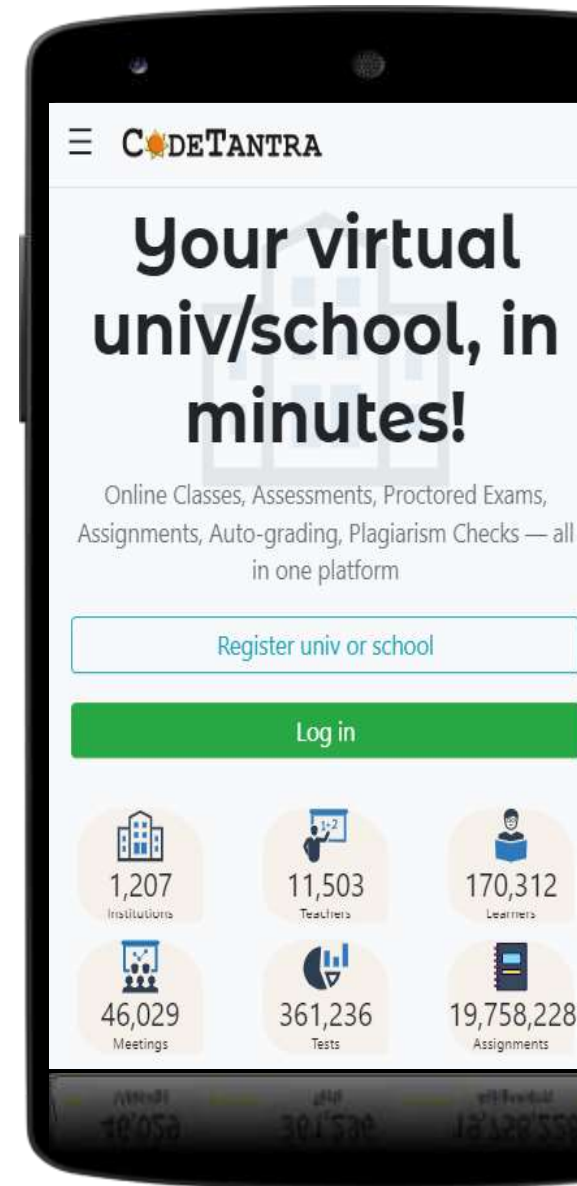 ☰ CODETANTRA
Your virtual
univ/school, in
minutes!
Online Classes, Assessments, Proctored Exams,
Assignments, Auto-grading, Plagiarism Checks — all
in one platform
Register univ or school
Log in
1+2
1,207 11,503 170,312
Institutions Teachers Learners
46,029 361,236 19,758,228
Meetings Tests Assignments